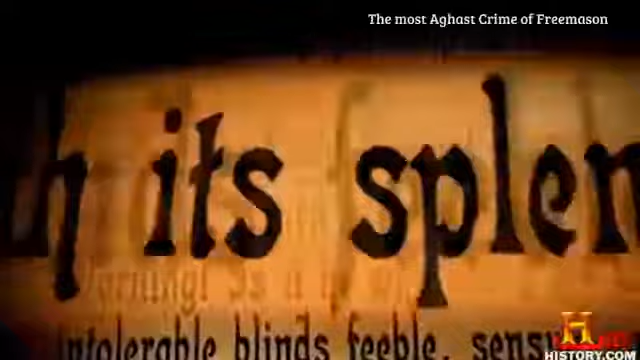 The most Aghast Crime of Freemason
its splen
intolerable blinds feeble, sens
H
HISTORY.COM